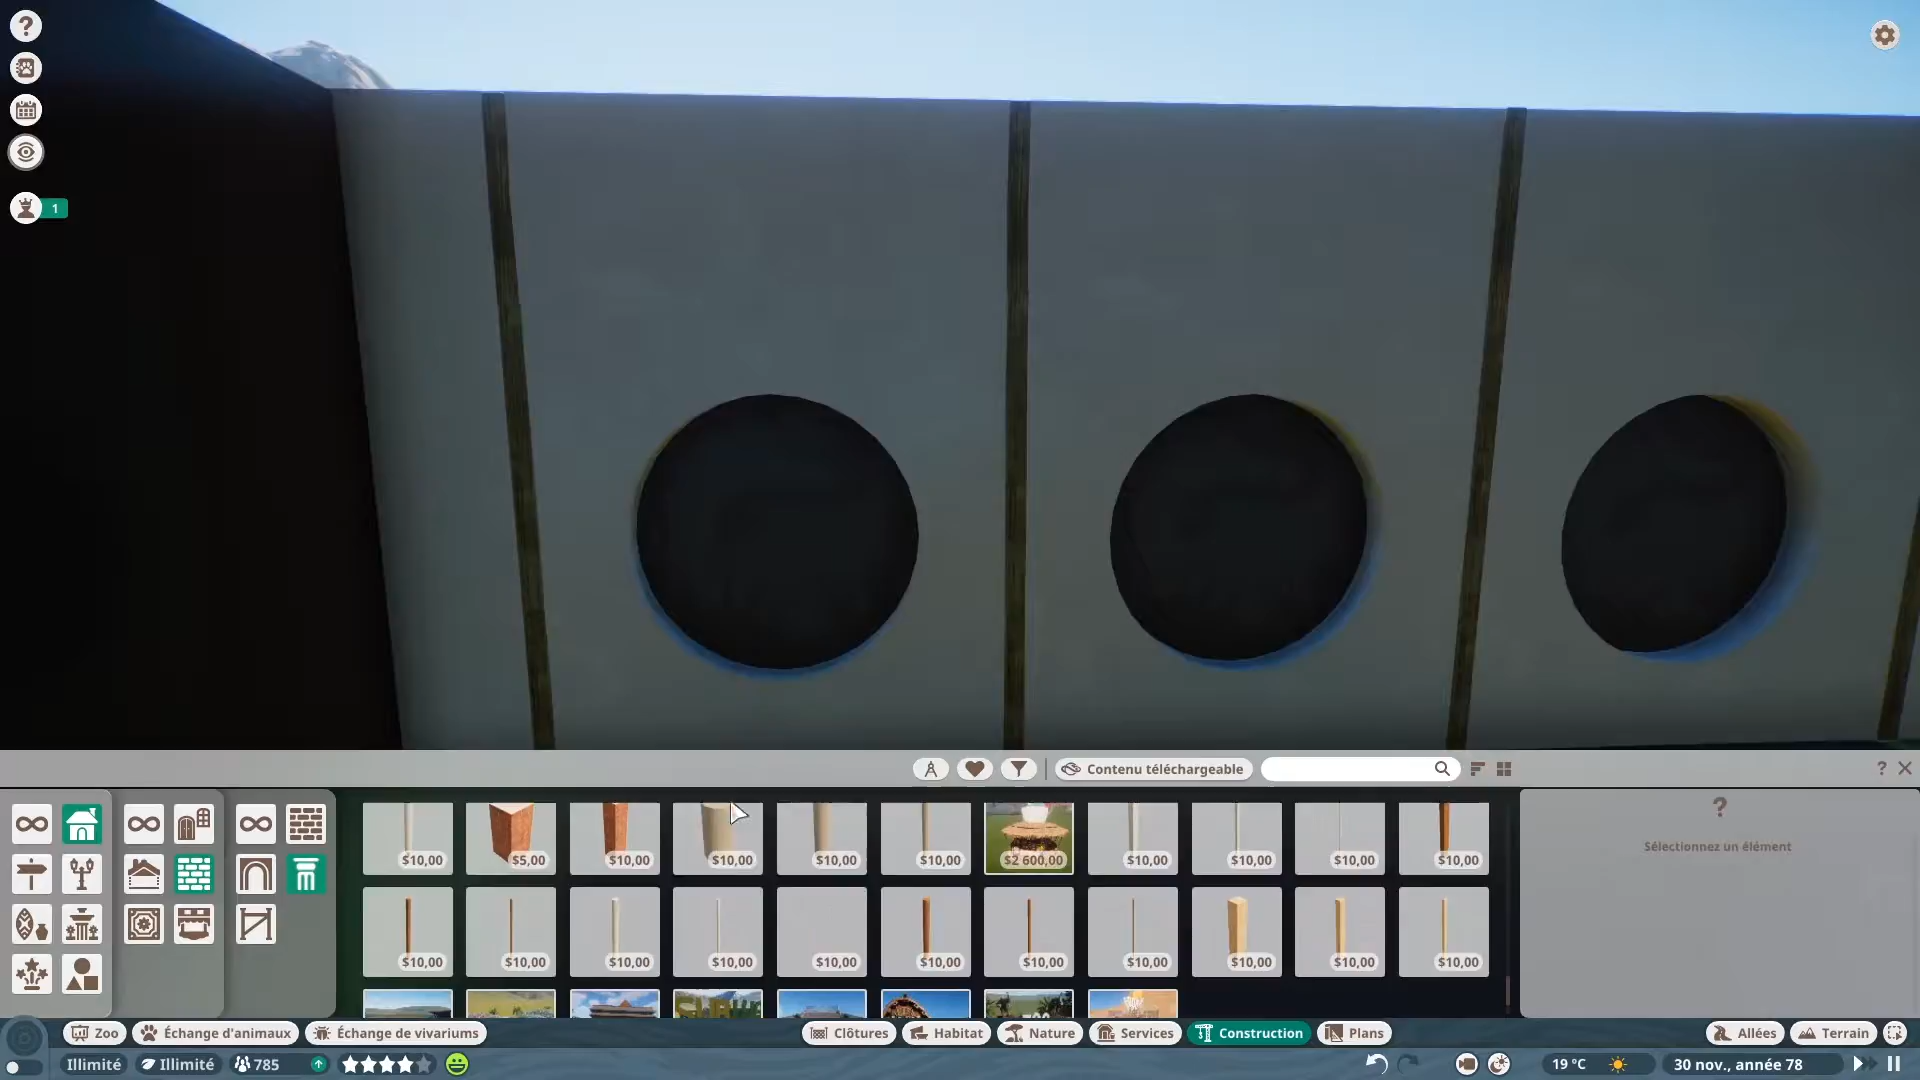 ?
1
Contenu téléchargeable
?
$10,00
$5,00
$10,00
$10,00
$10,00
$10,00
$2 600,00
$10,00
$10,00
$10,00
$10,00
?
Sélectionnez un élément
$10,00
$10,00
$10,00
$10,00
$10,00
$10,00
$10,00
$10,00
$10,00
$10,00
$10,00
Zoo
Échange d'animaux
Échange de vivariums
Clôtures
Habitat
Nature
Services
Construction
Plans
Allées
Terrain
Illimité
Illimité
785
19 °C
30 nov., année 78